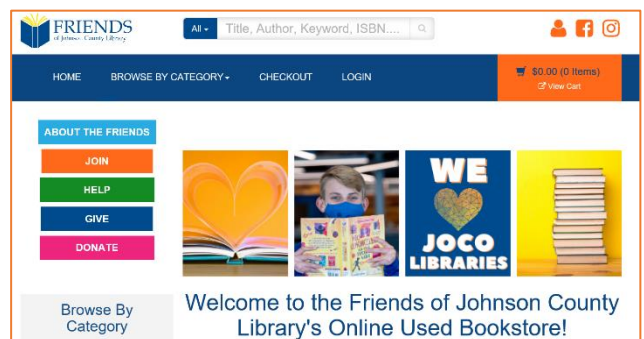 FRIENDS
of Johnson County Library
All
Title, Author, Keyword, ISBN....
HOME
BROWSE BY CATEGORY
CHECKOUT
LOGIN
$0.00 (0 Items)
View Cart
ABOUT THE FRIENDS
JOIN
HELP
GIVE
DONATE
WE
JOCO
LIBRARIES
Browse By
Category
Welcome to the Friends of Johnson County
Library's Online Used Bookstore!